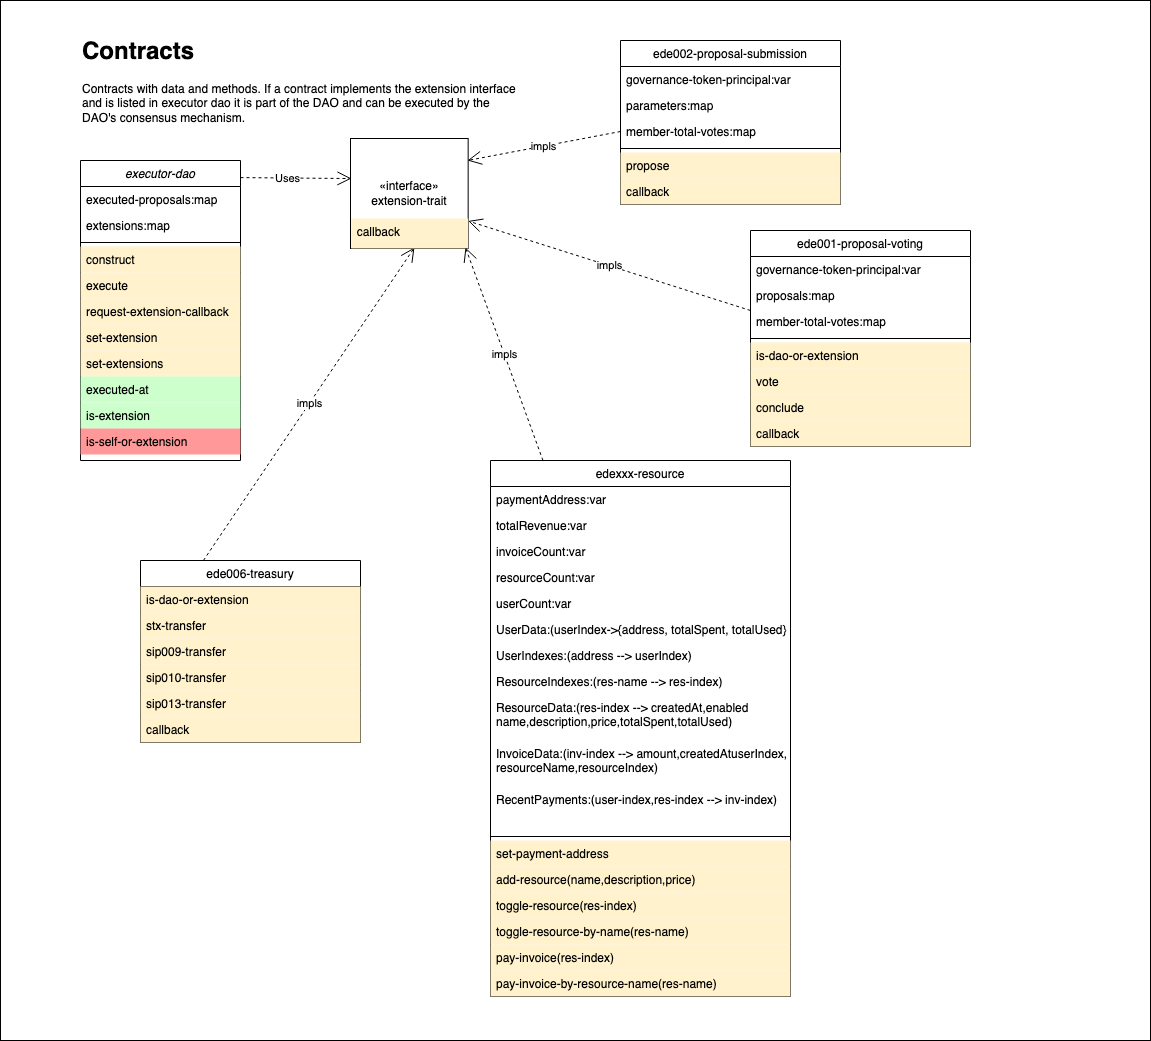 Contracts
Contracts with data and methods. If a contract implements the extension interface
and is listed in executor dao it is part of the DAO and can be executed by the
DAO's consensus mechanism.
ede002-proposal-submission
governance-token-principal:var
parameters:map
member-total-votes:map
propose
callback
impls
executor-dao
executed-proposals:map
extensions:map
construct
execute
request-extension-callback
set-extension
set-extensions
executed-at
is-extension
is-self-or-extension
Uses
«interface»
extension-trait
callback
impls
ede001-proposal-voting
governance-token-principal:var
proposals:map
member-total-votes:map
is-dao-or-extension
vote
conclude
callback
impls
impls
ede006-treasury
is-dao-or-extension
stx-transfer
sip009-transfer
sip010-transfer
sip013-transfer
callback
edexxx-resource
paymentAddress:var
totalRevenue:var
invoiceCount:var
resourceCount:var
userCount:var
UserData:(userIndex->{address, totalSpent, totalUsed}
UserIndexes:(address --> userIndex)
ResourceIndexes:(res-name --> res-index)
ResourceData:(res-index --> createdAt,enabled
name,description,price,totalSpent,totalUsed)
InvoiceData:(inv-index --> amount,createdAtuserIndex,
resourceName,resourceIndex)
RecentPayments:(user-index,res-index --> inv-index)
set-payment-address
add-resource(name,description,price)
toggle-resource(res-index)
toggle-resource-by-name(res-name)
pay-invoice(res-index)
pay-invoice-by-resource-name(res-name)